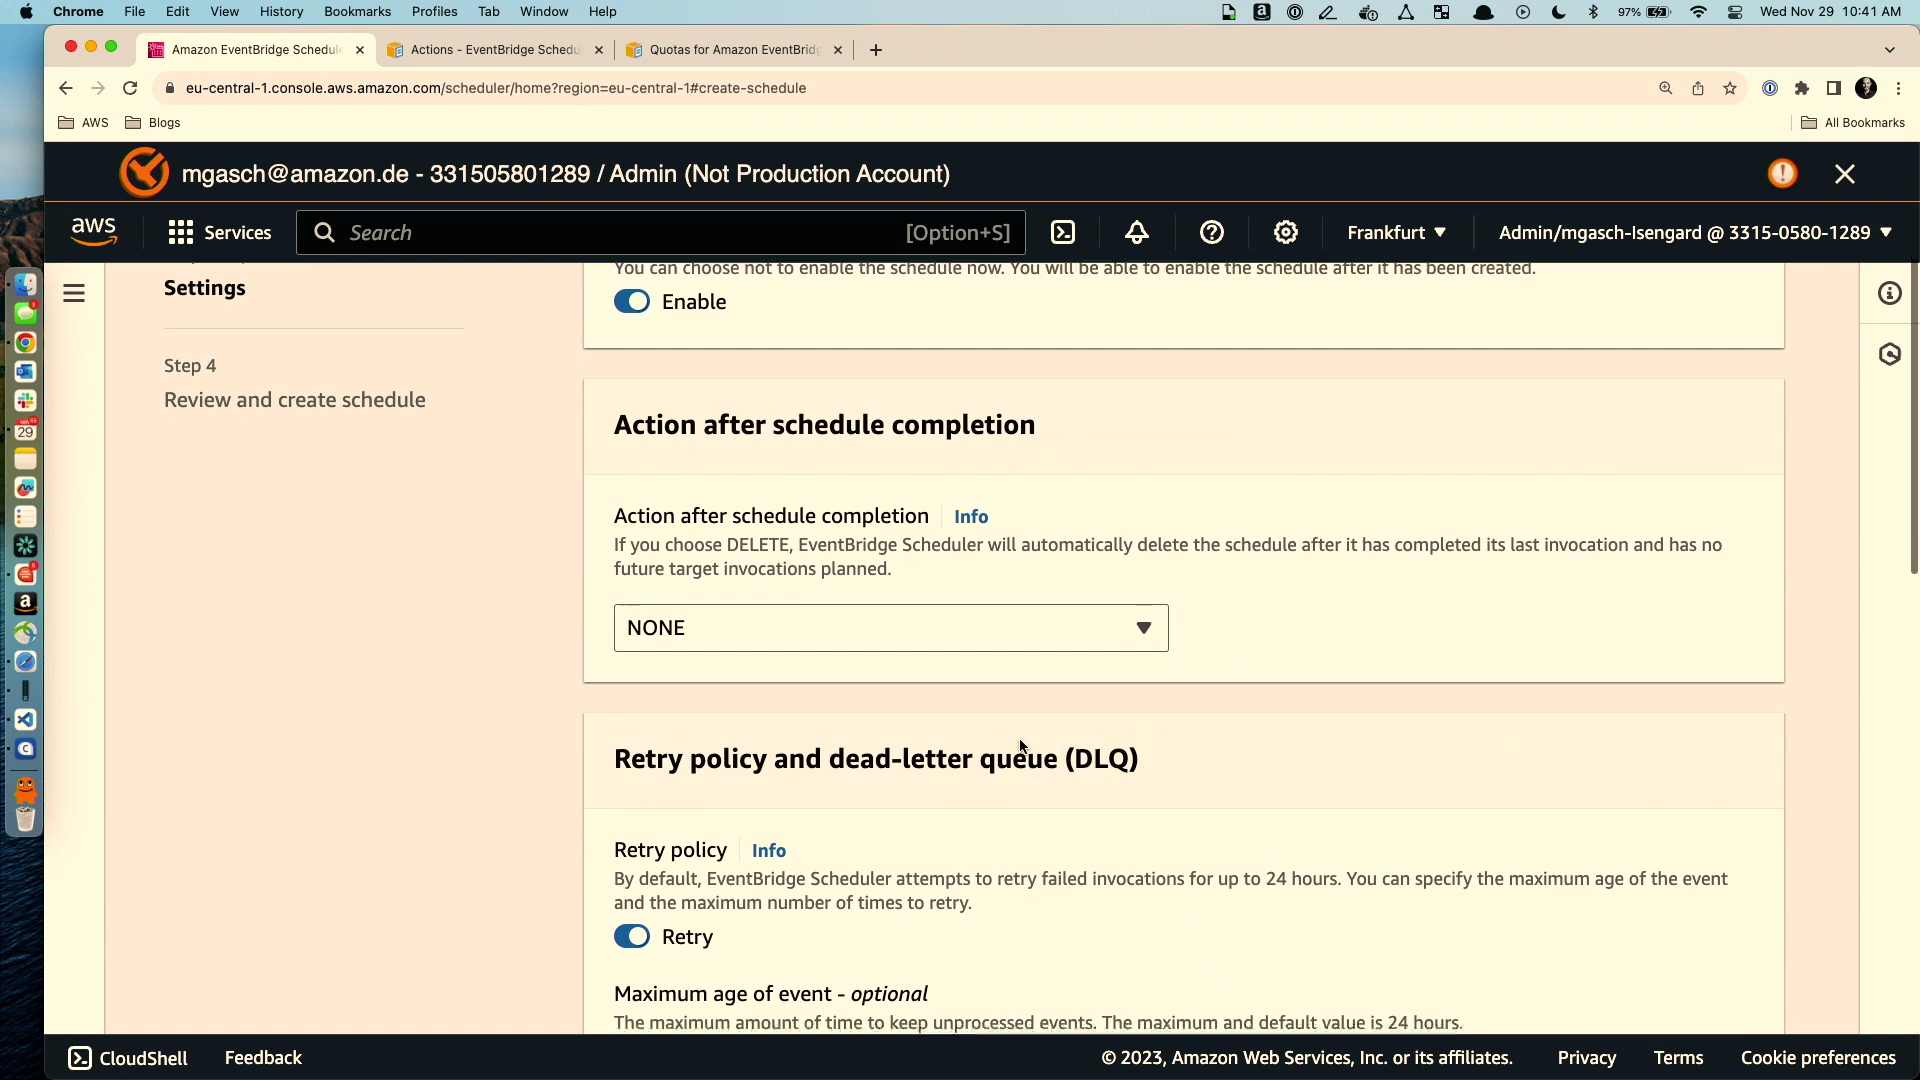 Chrome File Edit View History Bookmarks Profiles Tab Window Help 97% Wed Nov 29 10:41 AM
Amazon EventBridge Schedule Actions - EventBridge Schedu Quotas for Amazon EventBridg
eu-central-1.console.aws.amazon.com/scheduler/home?region=eu-central-1#create-schedule
AWS Blogs All Bookmarks
mgasch@amazon.de - 331505801289 / Admin (Not Production Account)
aws Services Search [Option+S] Frankfurt Admin/mgasch-Isengard @ 3315-0580-1289
You can choose not to enable the schedule now. You will be able to enable the schedule after it has been created.
Settings
Enable
Step 4
Review and create schedule
Action after schedule completion
Action after schedule completion Info
If you choose DELETE, EventBridge Scheduler will automatically delete the schedule after it has completed its last invocation and has no
future target invocations planned.
NONE
Retry policy and dead-letter queue (DLQ)
Retry policy Info
By default, EventBridge Scheduler attempts to retry failed invocations for up to 24 hours. You can specify the maximum age of the event
and the maximum number of times to retry.
Retry
Maximum age of event - optional
The maximum amount of time to keep unprocessed events. The maximum and default value is 24 hours.
CloudShell Feedback © 2023, Amazon Web Services, Inc. or its affiliates. Privacy Terms Cookie preferences